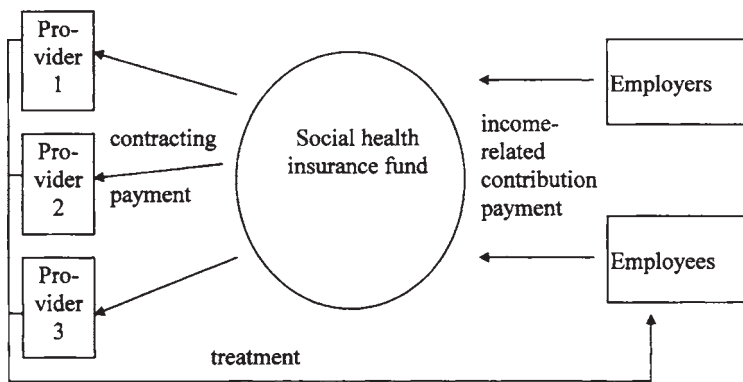 Pro-
vider
1
Pro-
vider
2
Pro-
vider
3
contracting
payment
Social health
insurance fund
income-
related
contribution
payment
Employers
Employees
treatment